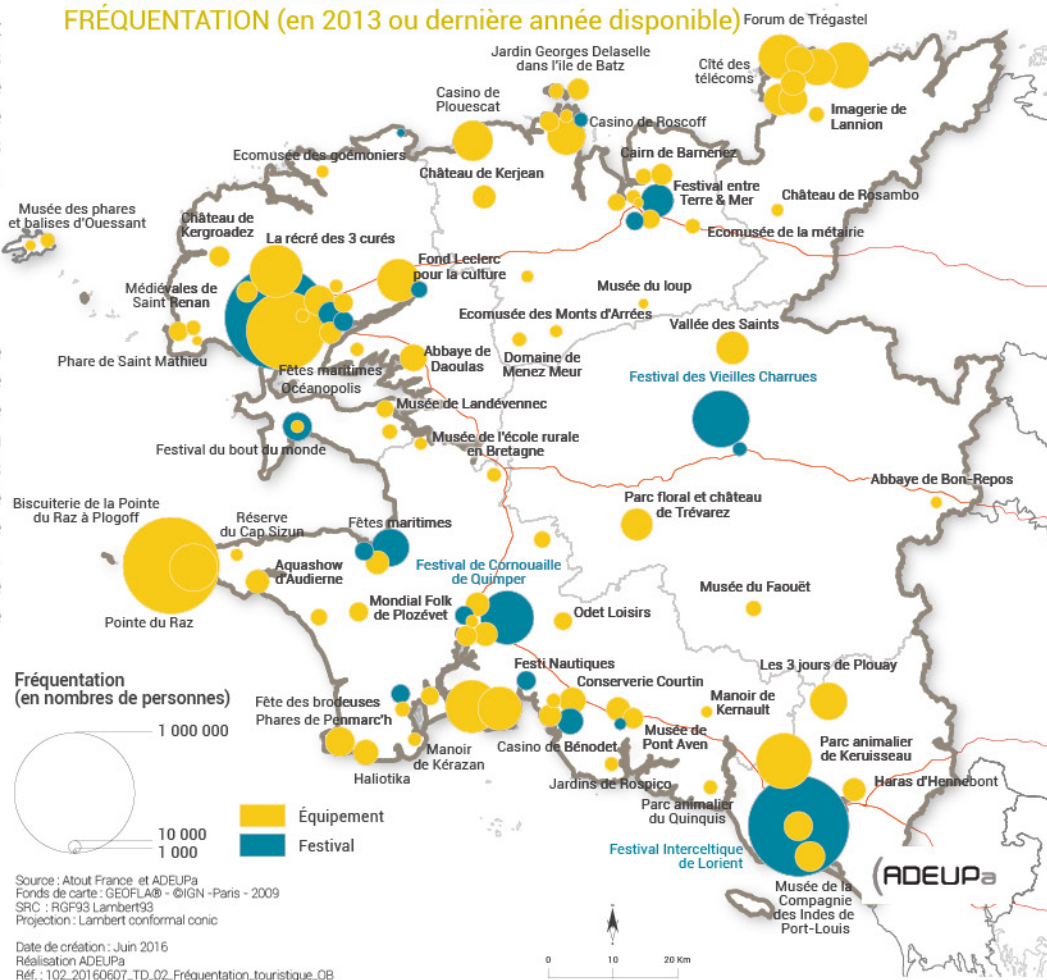 FRÉQUENTATION (en 2013 ou dernière année disponible)
Forum de Trégastel
Jardin Georges Delaselle
dans l'île de Batz
Cîté des
télécoms
Casino de
Plouescat
Casino de Roscoff
Imagerie de
Lannion
Ecomusée des goémoniers
Cairn de Barnenez
Château de Kerjean
Festival entre
Terre & Mer
Château de Rosambo
Musée des phares
et balises d'Ouessant
Château de
Kergroadez
Ecomusée de la métairie
La récré des 3 curés
Fond Leclerc
pour la culture
Musée du loup
Médiévales de
Saint Renan
Ecomusée des Monts d'Arrées
Vallée des Saints
Phare de Saint Mathieu
Abbaye de
Daoulas
Domaine de
Menez Meur
Fêtes maritimes
Océanopolis
Festival des Vieilles Charrues
Musée de Landévennec
Festival du bout du monde
Musée de l'école rurale
en Bretagne
Abbaye de Bon-Repos
Biscuiterie de la Pointe
du Raz à Plogoff
Réserve
du Cap Sizun
Fêtes maritimes
Parc floral et château
de Trévarez
Aquashow
d'Audierne
Festival de Cornouaille
de Quimper
Musée du Faouët
Mondial Folk
de Plozévet
Odet Loisirs
Pointe du Raz
Les 3 jours de Plouay
Fréquentation
(en nombres de personnes)
Festi Nautiques
Conserverie Courtin
Fête des brodeuses
Phares de Penmarc'h
Manoir de
Kernault
1 000 000
Musée de
Pont Aven
Parc animalier
de Keruisseau
Casino de Bénodet
Manoir
de Kérazan
Haliotika
Jardins de Rospico
Haras d'Hennebont
Parc animalier
du Quinquis
Équipement
10 000
1 000
Festival
Festival Interceltique
de Lorient
ADEUPa
Musée de la
Compagnie
des Indes de
Port-Louis
Source : Atout France et ADEUPa
Fonds de carte : GEOFLA® - ©IGN -Paris - 2009
SRC : RGF93 Lambert93
Projection : Lambert conformal conic
Date de création : Juin 2016
Réalisation ADEUPa
Réf. : 102_20160607_TD_02_Fréquentation_touristique_OB
0 10 20 Km